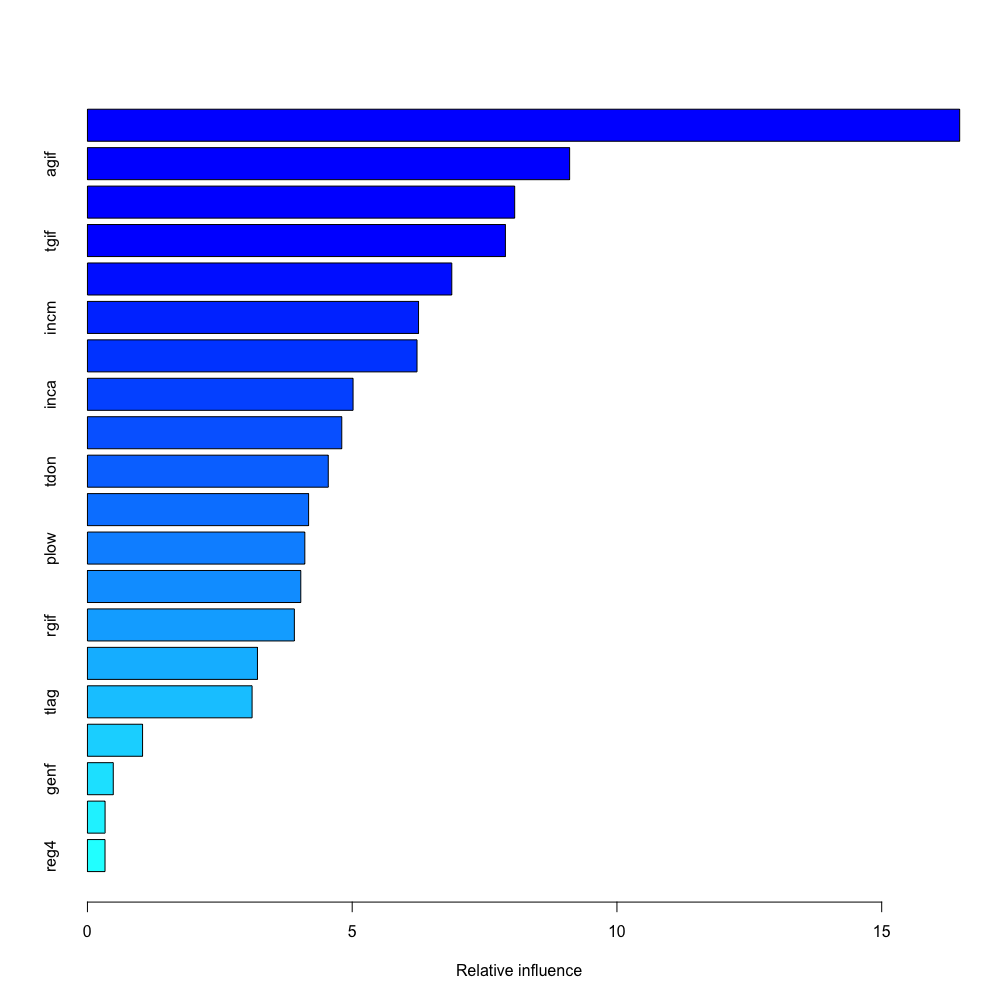 agif
tgif
incm
inca
tdon
plow
rgif
tlag
genf
reg4
0 5 10 15
Relative influence